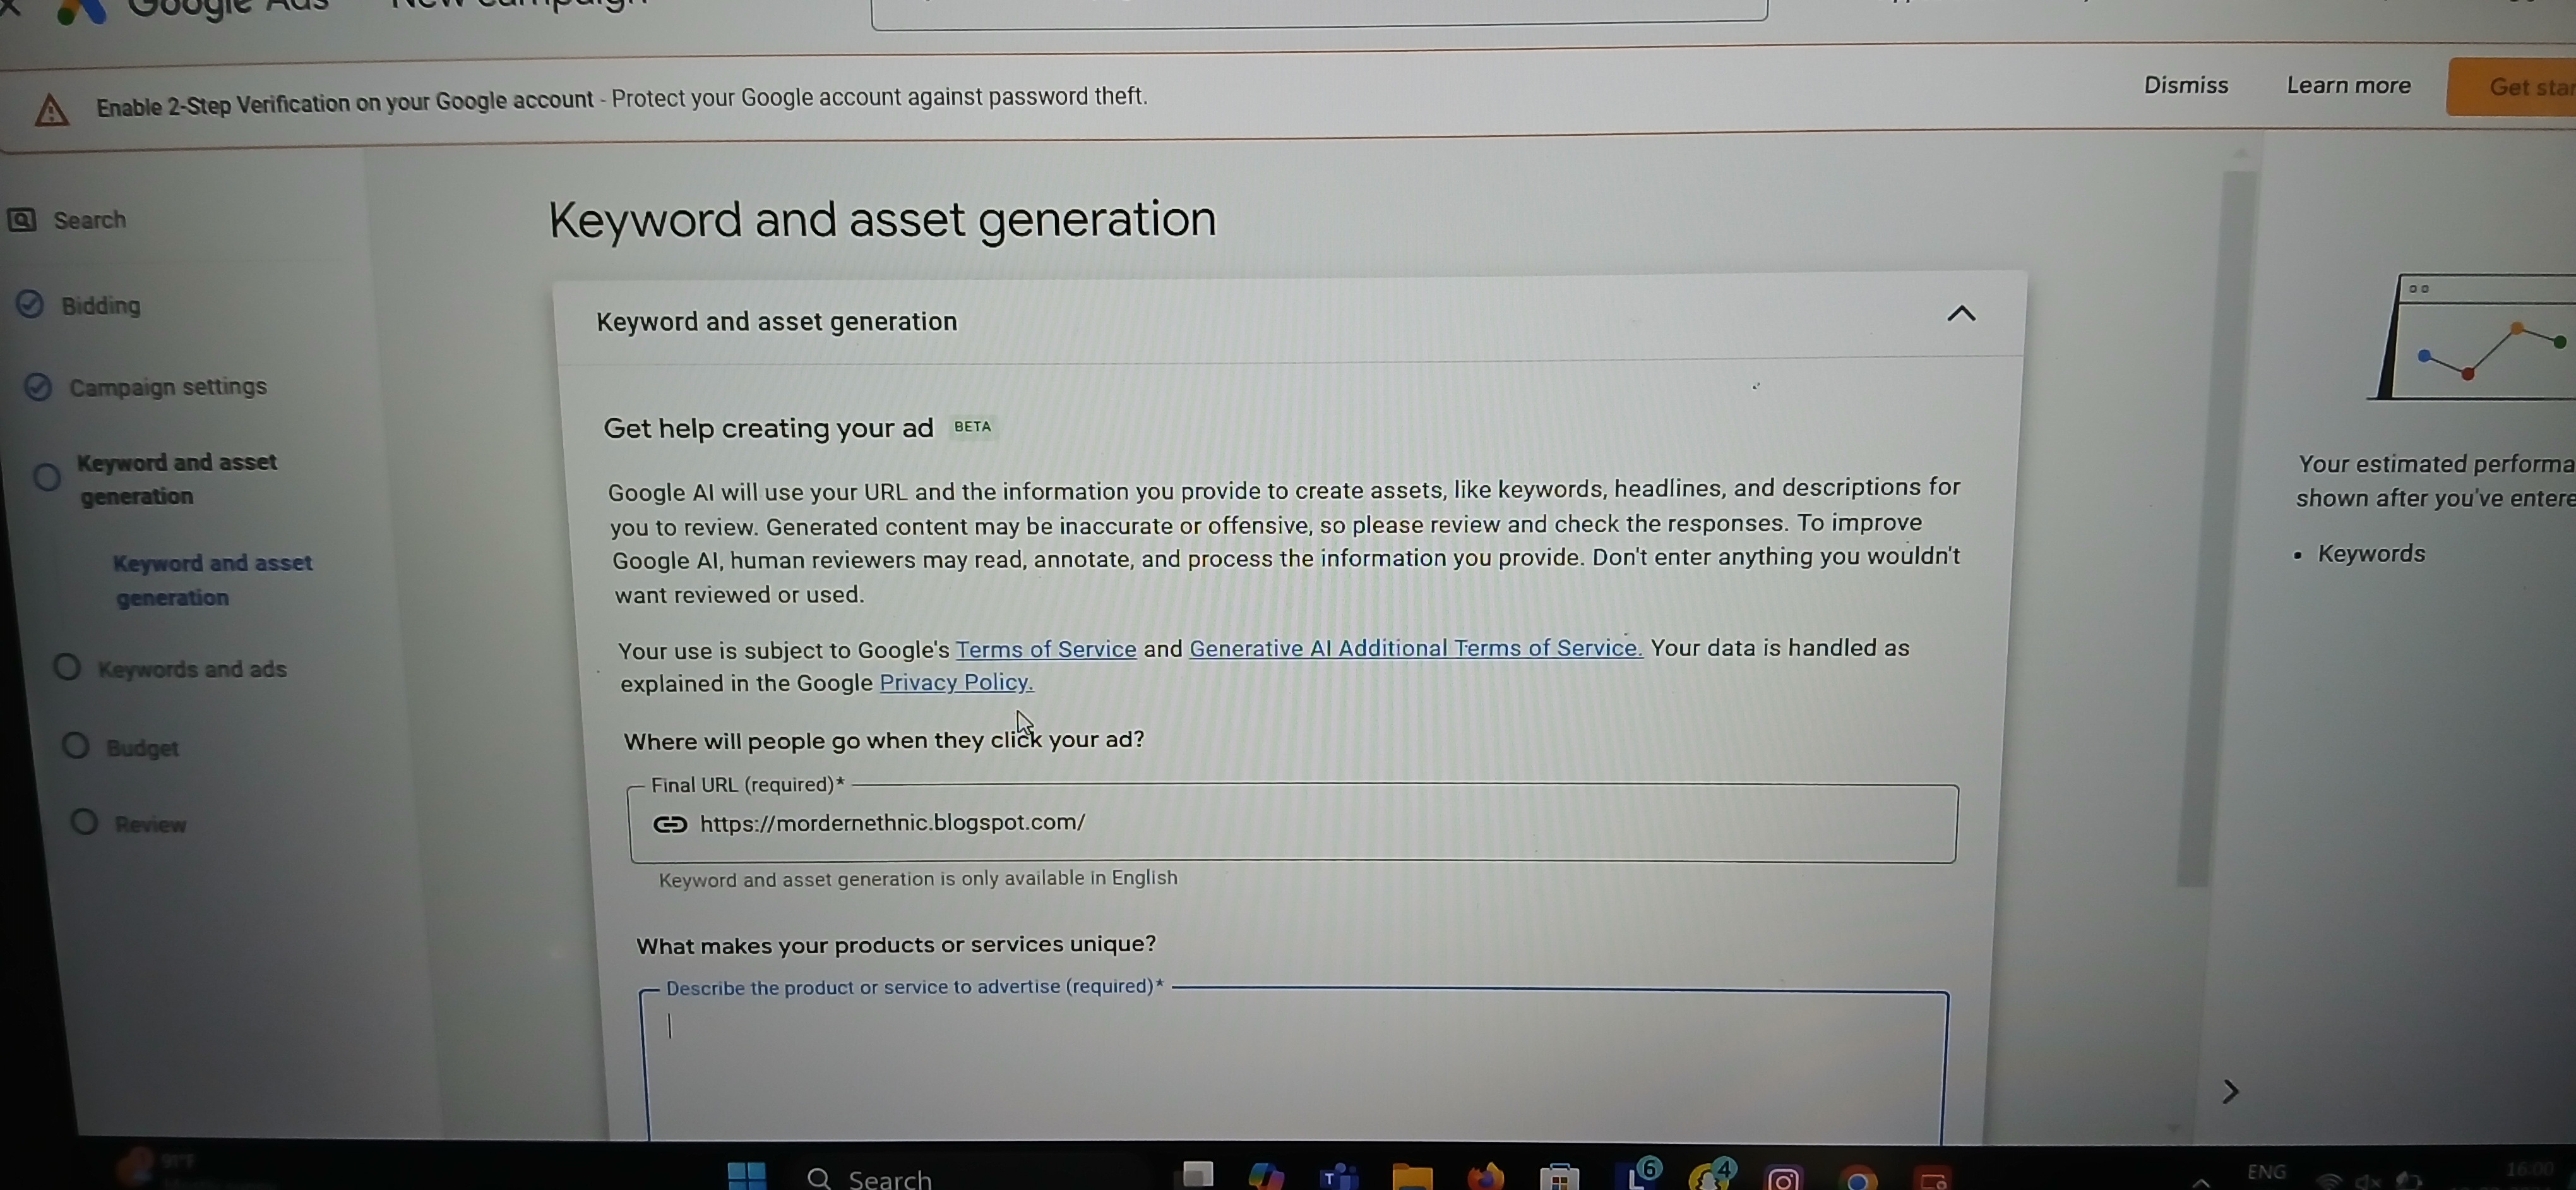 Google Ads New campaign
Enable 2-Step Verification on your Google account - Protect your Google account against password theft.
Dismiss
Learn more
Get star
Search
Bidding
Campaign settings
Keyword and asset
generation
Keyword and asset
generation
Keywords and ads
Budget
Review
Keyword and asset generation
Keyword and asset generation
Get help creating your ad BETA
Google AI will use your URL and the information you provide to create assets, like keywords, headlines, and descriptions for
you to review. Generated content may be inaccurate or offensive, so please review and check the responses. To improve
Google AI, human reviewers may read, annotate, and process the information you provide. Don't enter anything you wouldn't
want reviewed or used.
Your use is subject to Google's Terms of Service and Generative AI Additional Terms of Service. Your data is handled as
explained in the Google Privacy Policy.
Where will people go when they click your ad?
Final URL (required)*
https://mordernethnic.blogspot.com/
Keyword and asset generation is only available in English
What makes your products or services unique?
Describe the product or service to advertise (required)*
Your estimated performa
shown after you've entere
• Keywords
91°F
Search
T
L
6
4
ENG
16:00